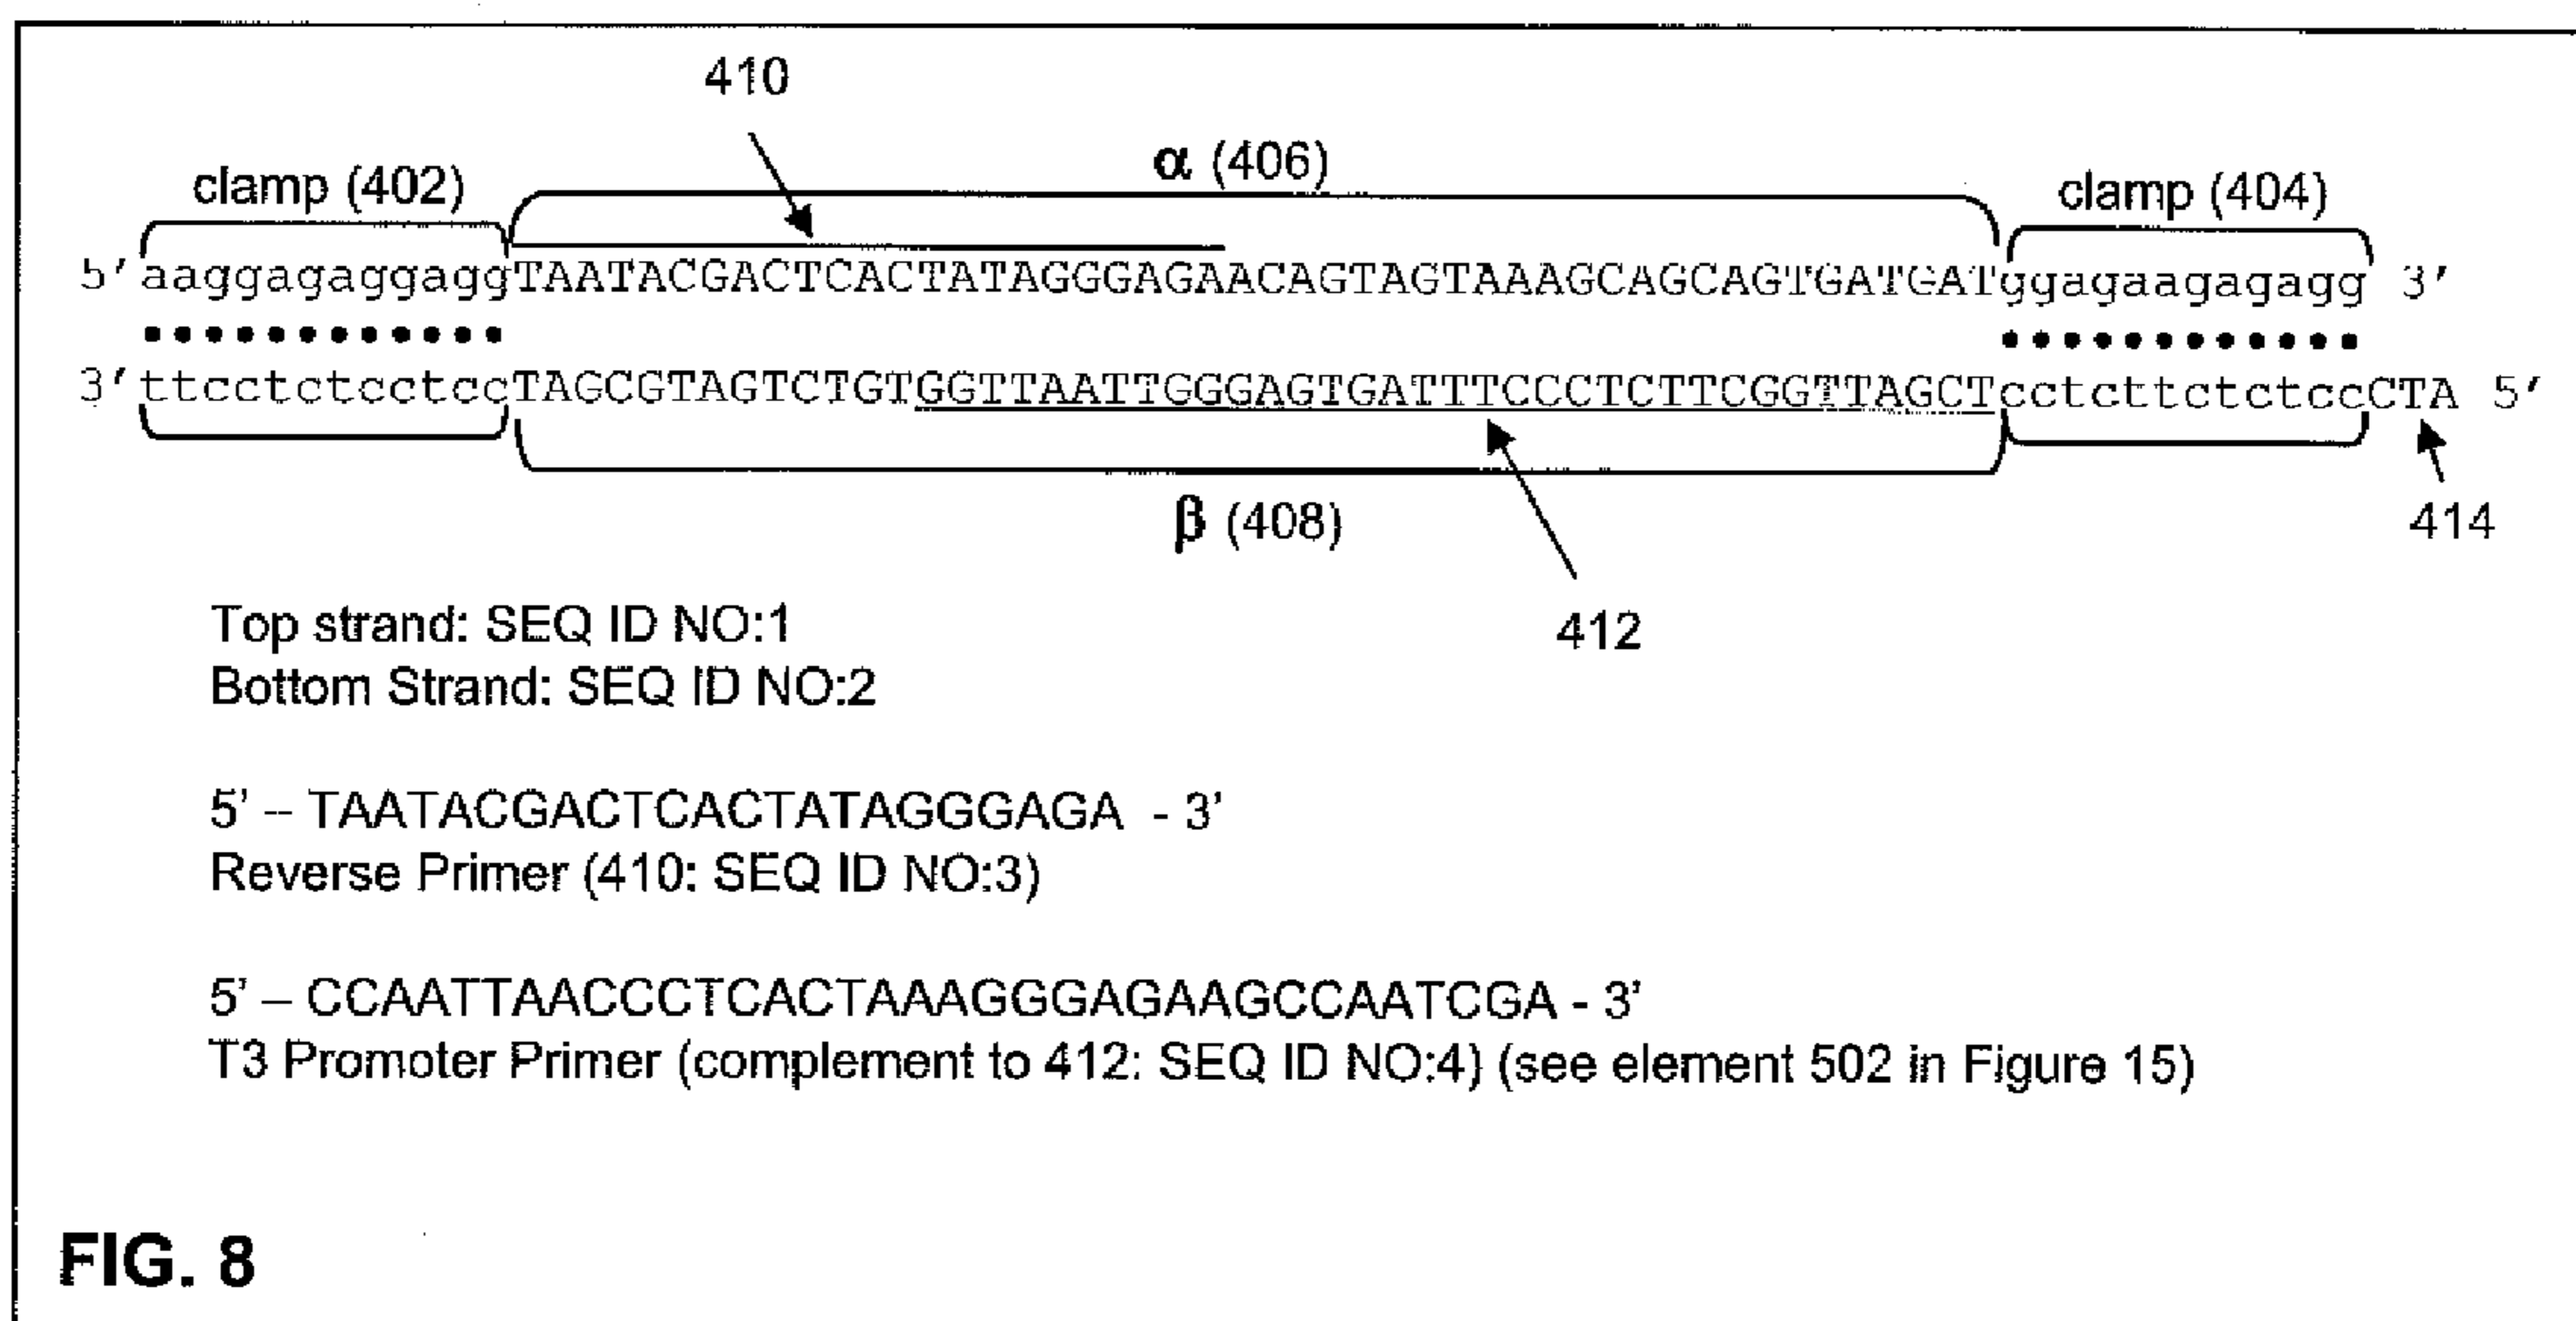 410
α (406)
clamp (402)
clamp (404)
5'aaggagaggaggTAATACGACTCACTATAGGGAGAACAGTAGTAAAGCAGCAGTGATGATggagaagagagg 3'
3'ttcctctcctccTAGCGTAGTCTGTGGTTAATTGGGAGTGATTTCCCTCTTCGGTTAGCTcctcttctctccCTA 5'
β (408)
414
412
Top strand: SEQ ID NO:1
Bottom Strand: SEQ ID NO:2
5' – TAATACGACTCACTATAGGGAGA - 3'
Reverse Primer (410: SEQ ID NO:3)
5' – CCAATTAACCCTCACTAAAGGGAGAAGCCAATCGA - 3'
T3 Promoter Primer (complement to 412: SEQ ID NO:4) (see element 502 in Figure 15)
FIG. 8